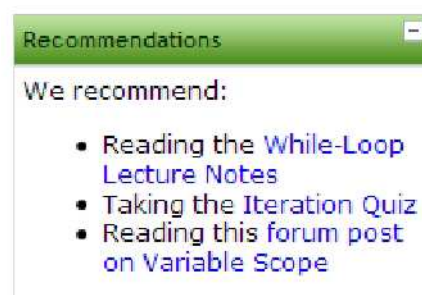 Recommendations
We recommend:
• Reading the While-Loop
Lecture Notes
• Taking the Iteration Quiz
• Reading this forum post
on Variable Scope